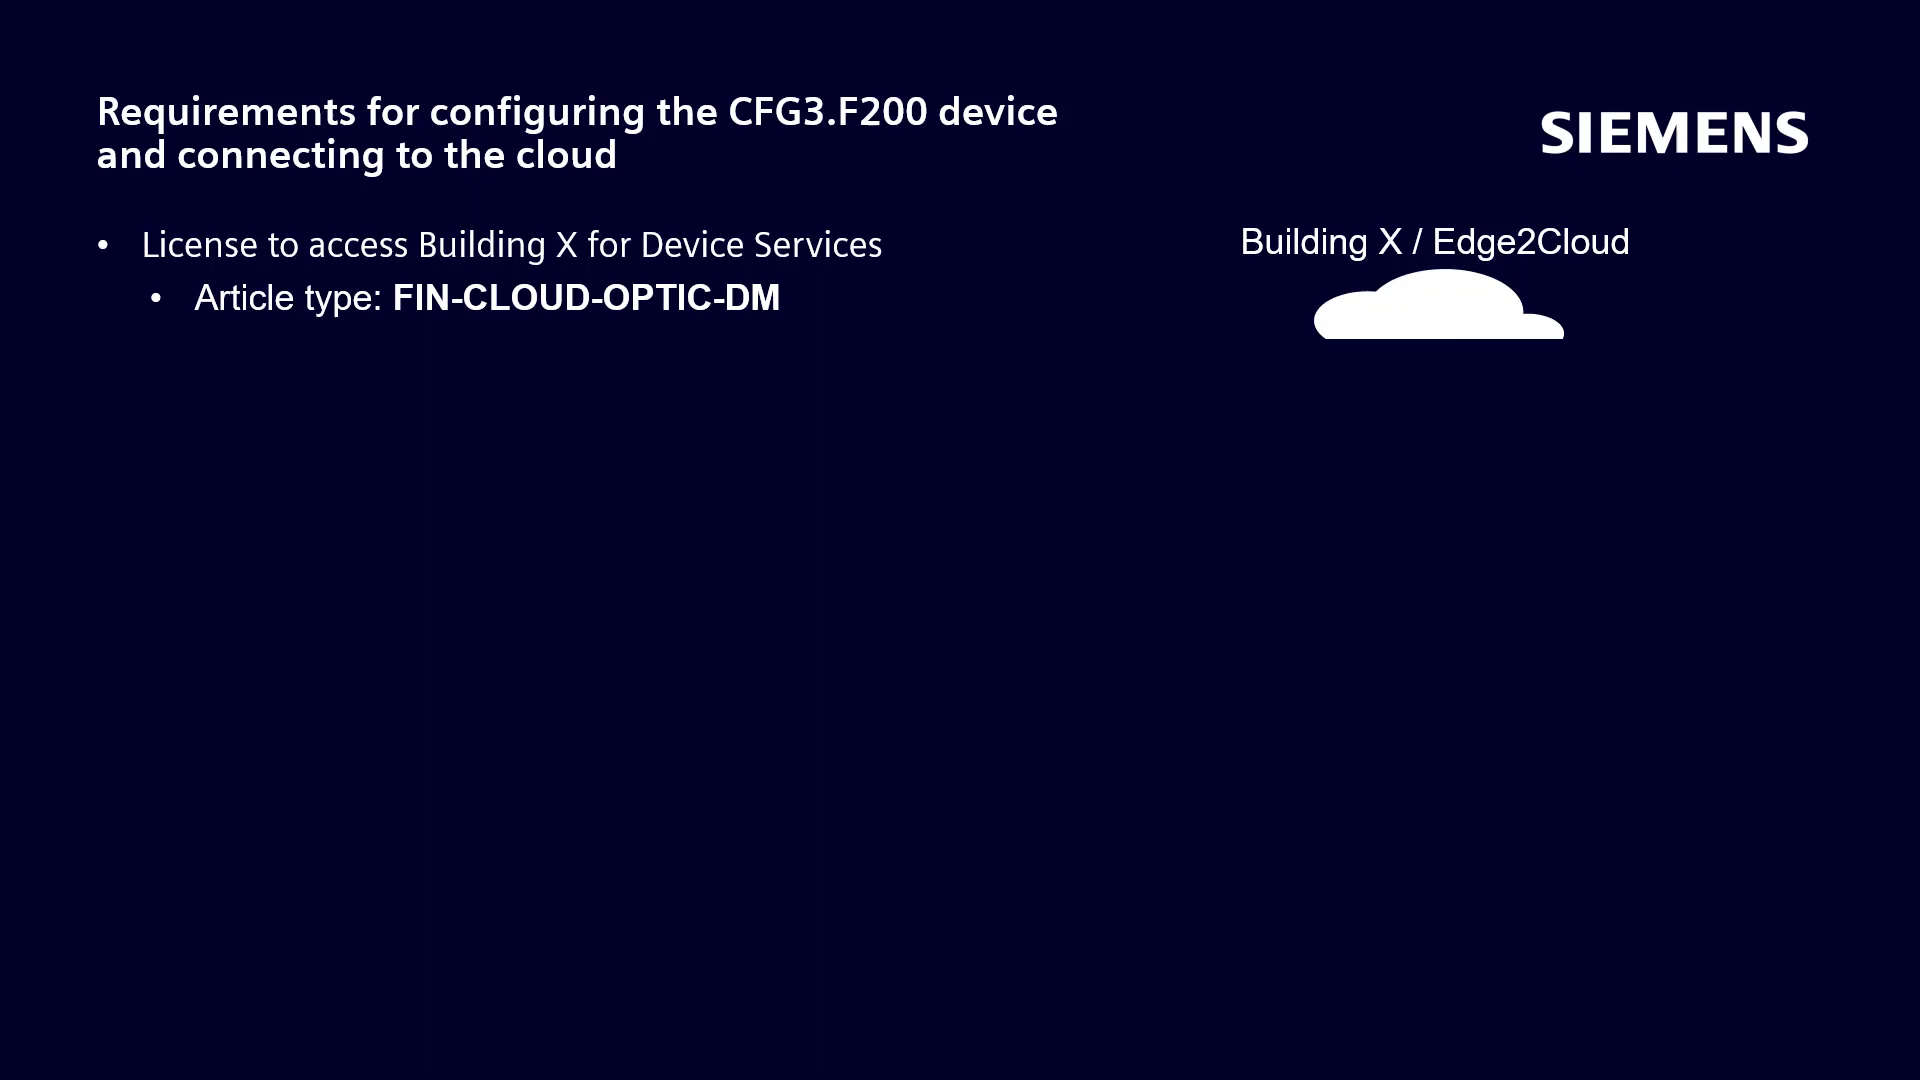 Requirements for configuring the CFG3.F200 device
and connecting to the cloud
SIEMENS
• License to access Building X for Device Services
• Article type: FIN-CLOUD-OPTIC-DM
Building X / Edge2Cloud